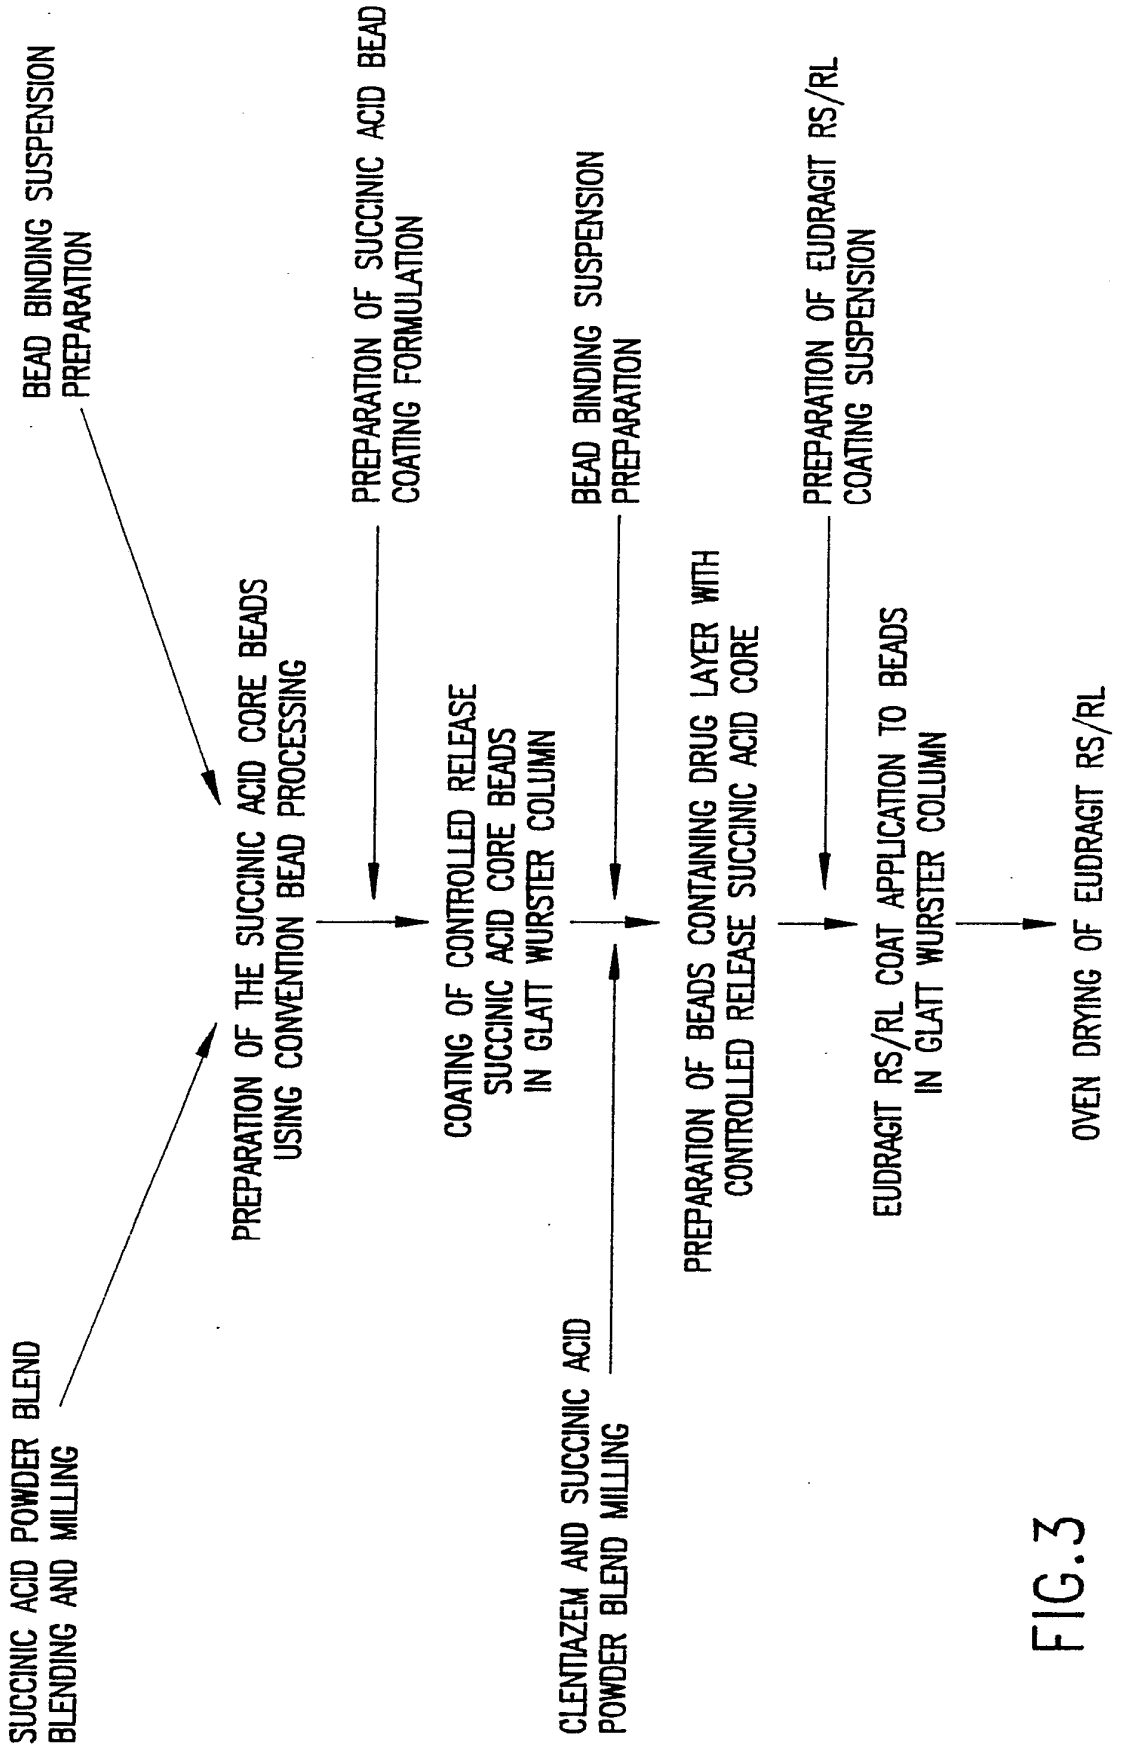 SUCCINIC ACID POWDER BLEND
BLENDING AND MILLING
BEAD BINDING SUSPENSION
PREPARATION
PREPARATION OF THE SUCCINIC ACID CORE BEADS
USING CONVENTION BEAD PROCESSING
PREPARATION OF SUCCINIC ACID BEAD
COATING FORMULATION
COATING OF CONTROLLED RELEASE
SUCCINIC ACID CORE BEADS
IN GLATT WURSTER COLUMN
CLENTIAZEM AND SUCCINIC ACID
POWDER BLEND MILLING
BEAD BINDING SUSPENSION
PREPARATION
PREPARATION OF BEADS CONTAINING DRUG LAYER WITH
CONTROLLED RELEASE SUCCINIC ACID CORE
PREPARATION OF EUDRAGIT RS/RL
COATING SUSPENSION
EUDRAGIT RS/RL COAT APPLICATION TO BEADS
IN GLATT WURSTER COLUMN
OVEN DRYING OF EUDRAGIT RS/RL
FIG.3